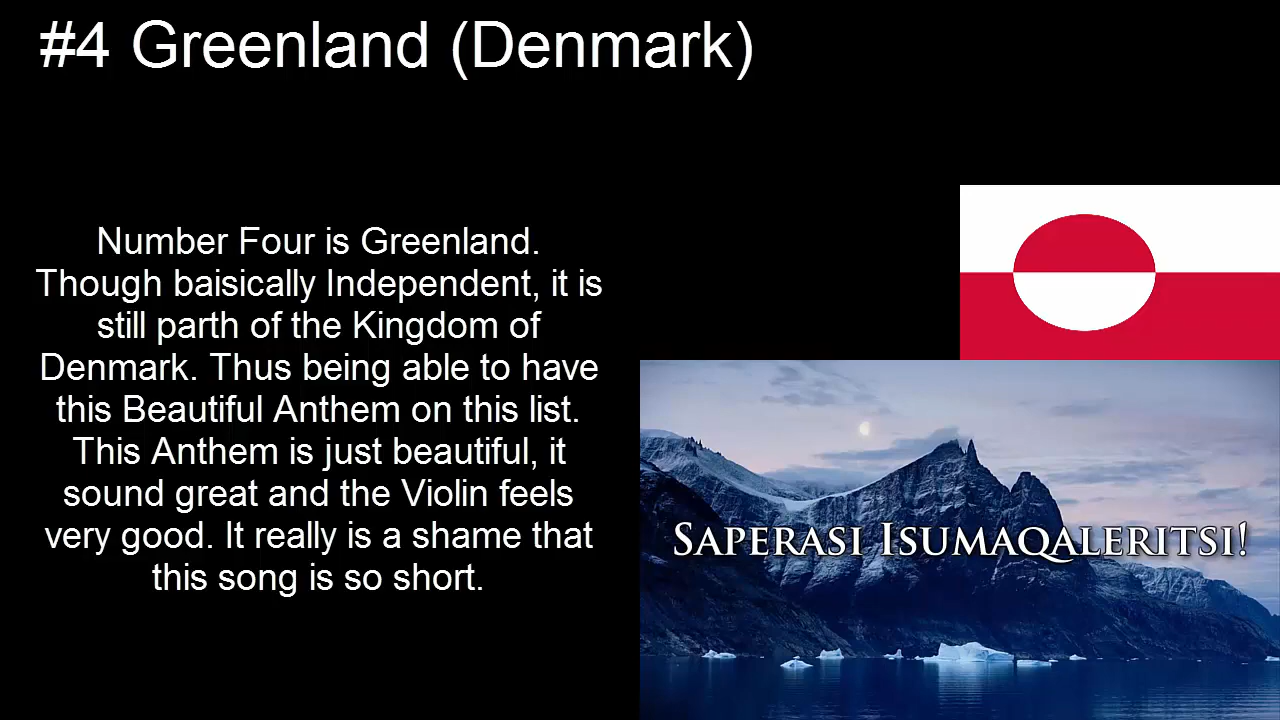 #4 Greenland (Denmark)
Number Four is Greenland.
Though baisically Independent, it is
still parth of the Kingdom of
Denmark. Thus being able to have
this Beautiful Anthem on this list.
This Anthem is just beautiful, it
sound great and the Violin feels
very good. It really is a shame that
this song is so short.
SAPERASI ISUMAQALERITSI!